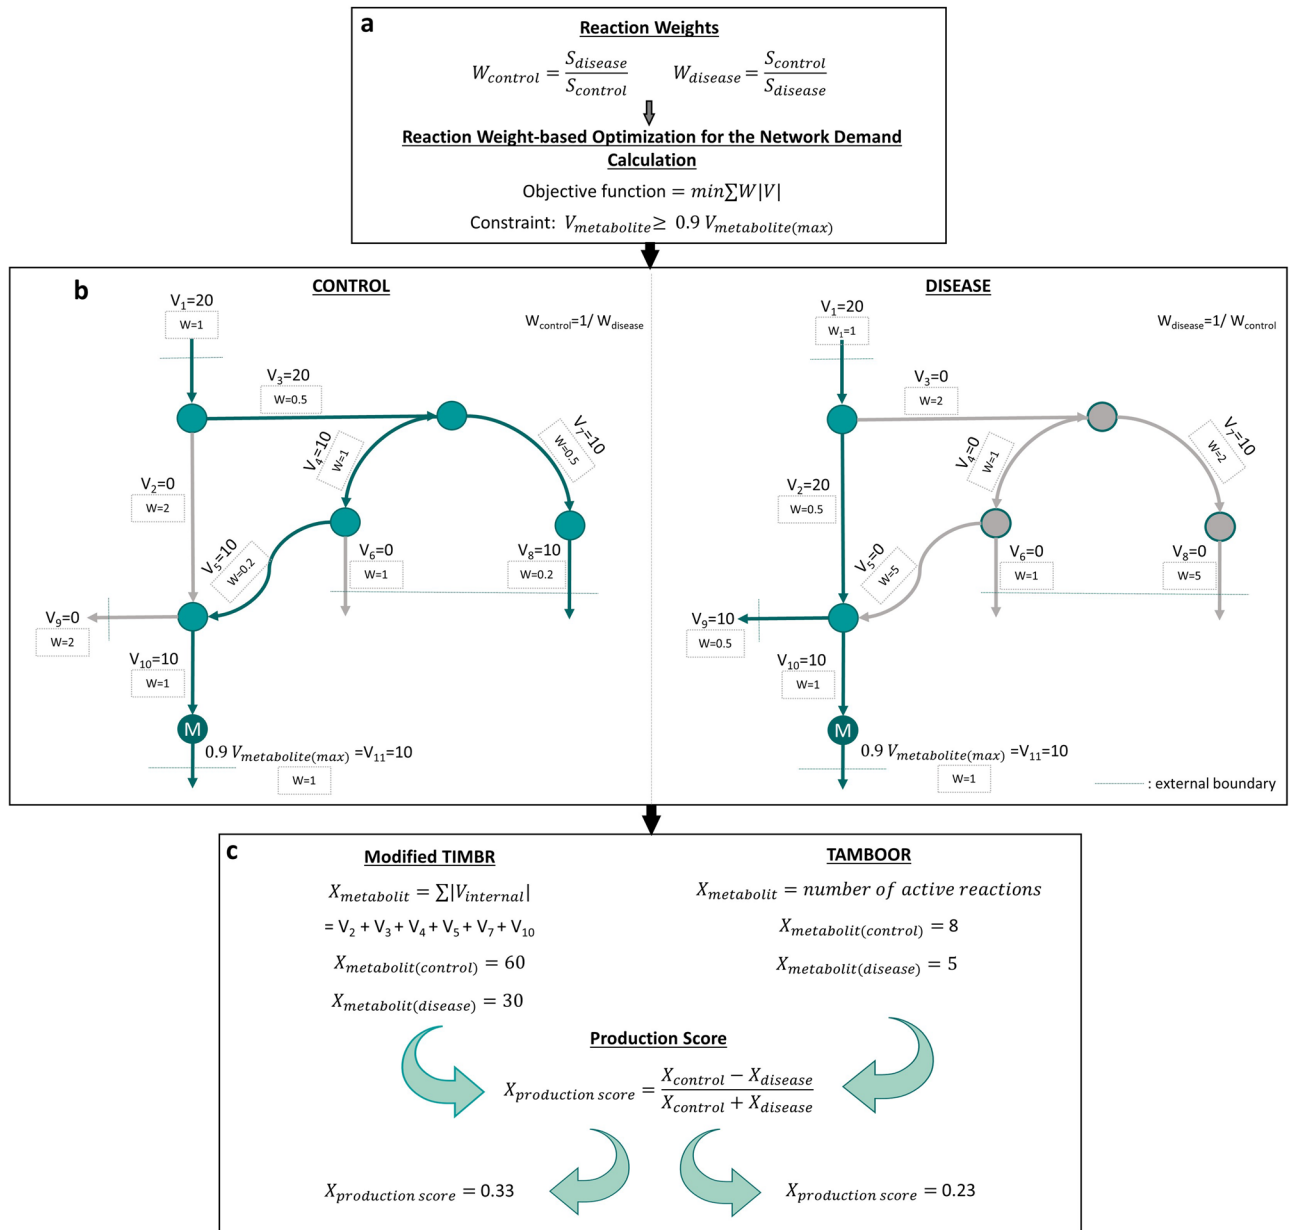 a
Reaction Weights
W_control = S_disease / S_control    W_disease = S_control / S_disease
Reaction Weight-based Optimization for the Network Demand
Calculation
Objective function = min∑W|V|
Constraint: V_metabolite ≥ 0.9 V_metabolite(max)
b
CONTROL
V₁=20
W=1
W_control=1/ W_disease
V₃=20
W=0.5
V₄=10
W=1
V₇=10
W=0.5
V₂=0
W=2
V₅=10
W=0.2
V₆=0
W=1
V₈=10
W=0.2
V₉=0
W=2
V₁₀=10
W=1
M
0.9 V_metabolite(max) =V₁₁=10
W=1
DISEASE
V₁=20
W₁=1
W_disease=1/ W_control
V₃=0
W=2
V₄=0
W=1
V₇=10
W=2
V₂=20
W=0.5
V₅=0
W=5
V₆=0
W=1
V₈=0
W=5
V₉=10
W=0.5
V₁₀=10
W=1
M
0.9 V_metabolite(max) =V₁₁=10
W=1
: external boundary
c
Modified TIMBR
X_metabolit = ∑|V_internal|
= V₂ + V₃ + V₄ + V₅ + V₇ + V₁₀
X_metabolit(control) = 60
X_metabolit(disease) = 30
TAMBOOR
X_metabolit = number of active reactions
X_metabolit(control) = 8
X_metabolit(disease) = 5
Production Score
X_production score = (X_control − X_disease) / (X_control + X_disease)
X_production score = 0.33
X_production score = 0.23